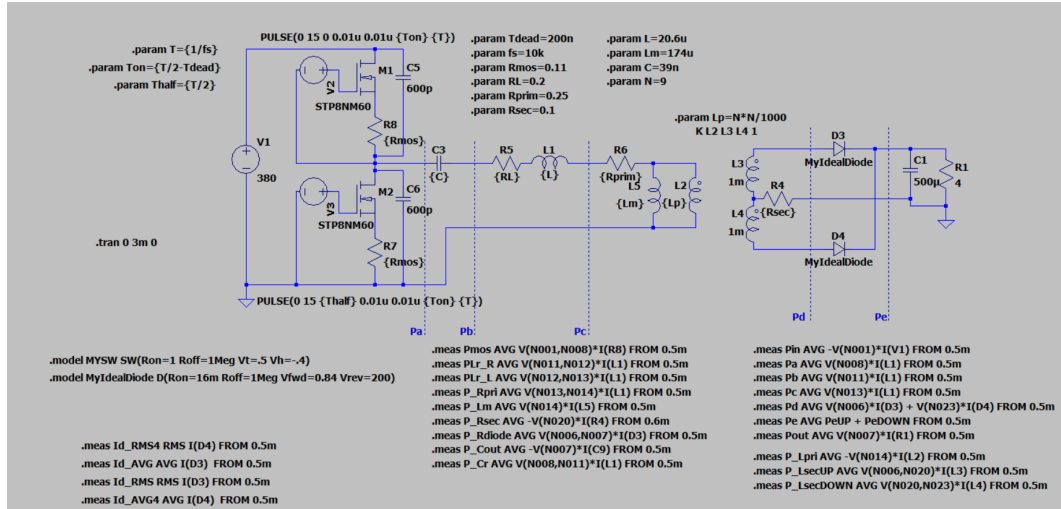 PULSE(0 15 0 0.01u 0.01u {Ton} {T})
.param T={1/fs}
.param Ton={T/2-Tdead}
.param Thalf={T/2}
.param Tdead=200n
.param fs=10k
.param Rmos=0.11
.param RL=0.2
.param Rprim=0.25
.param Rsec=0.1
.param L=20.6u
.param Lm=174u
.param C=39n
.param N=9
.param Lp=N*N/1000
K L2 L3 L4 1
V1
380
V2
M1
STP8NM60
C5
600p
R8
{Rmos}
V3
M2
STP8NM60
C6
600p
R7
{Rmos}
C3
{C}
R5
{RL}
L1
{L}
R6
{Rprim}
L5
{Lm}
L2
{Lp}
L3
1m
L4
1m
R4
{Rsec}
D3
MyIdealDiode
D4
MyIdealDiode
C1
500µ
R1
4
.tran 0 3m 0
PULSE(0 15 {Thalf} 0.01u 0.01u {Ton} {T})
Pa
Pb
Pc
Pd
Pe
.model MYSW SW(Ron=1 Roff=1Meg Vt=.5 Vh=-.4)
.model MyIdealDiode D(Ron=16m Roff=1Meg Vfwd=0.84 Vrev=200)
.meas Id_RMS4 RMS I(D4) FROM 0.5m
.meas Id_AVG AVG I(D3) FROM 0.5m
.meas Id_RMS RMS I(D3) FROM 0.5m
.meas Id_AVG4 AVG I(D4) FROM 0.5m
.meas Pmos AVG V(N001,N008)*I(R8) FROM 0.5m
.meas PLr_R AVG V(N011,N012)*I(L1) FROM 0.5m
.meas PLr_L AVG V(N012,N013)*I(L1) FROM 0.5m
.meas P_Rpri AVG V(N013,N014)*I(L1) FROM 0.5m
.meas P_Lm AVG V(N014)*I(L5) FROM 0.5m
.meas P_Rsec AVG -V(N020)*I(R4) FROM 0.6m
.meas P_Rdiode AVG V(N006,N007)*I(D3) FROM 0.5m
.meas P_Cout AVG -V(N007)*I(C9) FROM 0.5m
.meas P_Cr AVG V(N008,N011)*I(L1) FROM 0.5m
.meas Pin AVG -V(N001)*I(V1) FROM 0.5m
.meas Pa AVG V(N008)*I(L1) FROM 0.5m
.meas Pb AVG V(N011)*I(L1) FROM 0.5m
.meas Pc AVG V(N013)*I(L1) FROM 0.5m
.meas Pd AVG V(N006)*I(D3) + V(N023)*I(D4) FROM 0.5m
.meas Pe AVG PeUP + PeDOWN FROM 0.5m
.meas Pout AVG V(N007)*I(R1) FROM 0.5m
.meas P_Lpri AVG -V(N014)*I(L2) FROM 0.5m
.meas P_LsecUP AVG V(N006,N020)*I(L3) FROM 0.5m
.meas P_LsecDOWN AVG V(N020,N023)*I(L4) FROM 0.5m